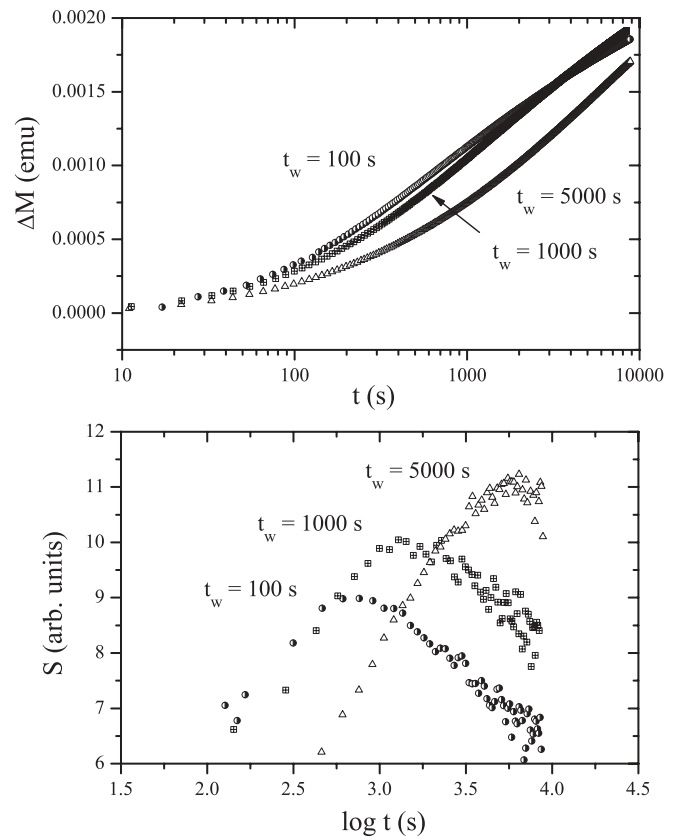 0.0020
0.0015
0.0010
0.0005
0.0000
ΔM (emu)
t_w = 100 s
t_w = 5000 s
t_w = 1000 s
10 100 1000 10000
t (s)
12
11
10
9
8
7
6
S (arb. units)
t_w = 5000 s
t_w = 1000 s
t_w = 100 s
1.5 2.0 2.5 3.0 3.5 4.0 4.5
log t (s)